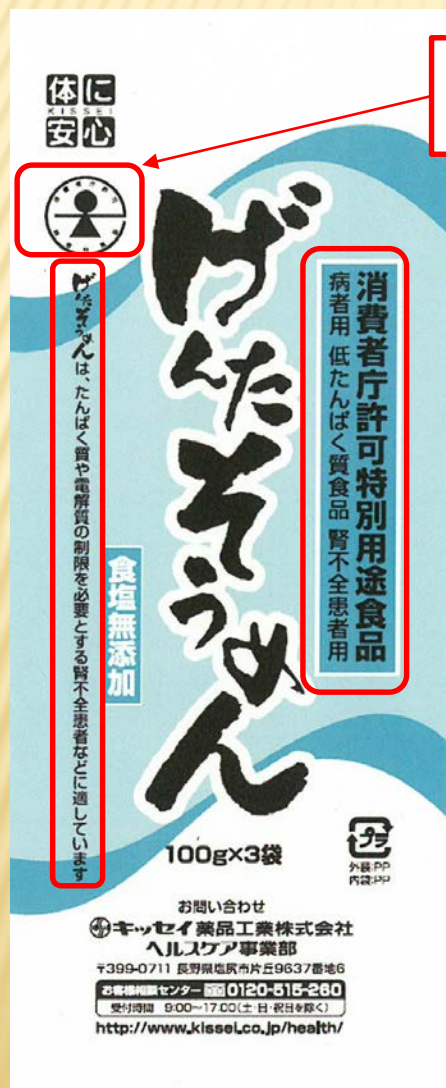 体に
KISSEI
安心
げんたそうめん
消費者庁許可特別用途食品
病者用 低たんぱく質食品 腎不全患者用
げんたそうめんは、たんぱく質や電解質の制限を必要とする腎不全患者などに適しています
食塩無添加
100g×3袋
プラ
外装:PP
内袋:PP
お問い合わせ
キッセイ薬品工業株式会社
ヘルスケア事業部
〒399-0711 長野県塩尻市片丘9637番地6
お客様相談センター 0120-515-260
受付時間 9:00〜17:00(土・日・祝日を除く)
http://www.kissei.co.jp/health/